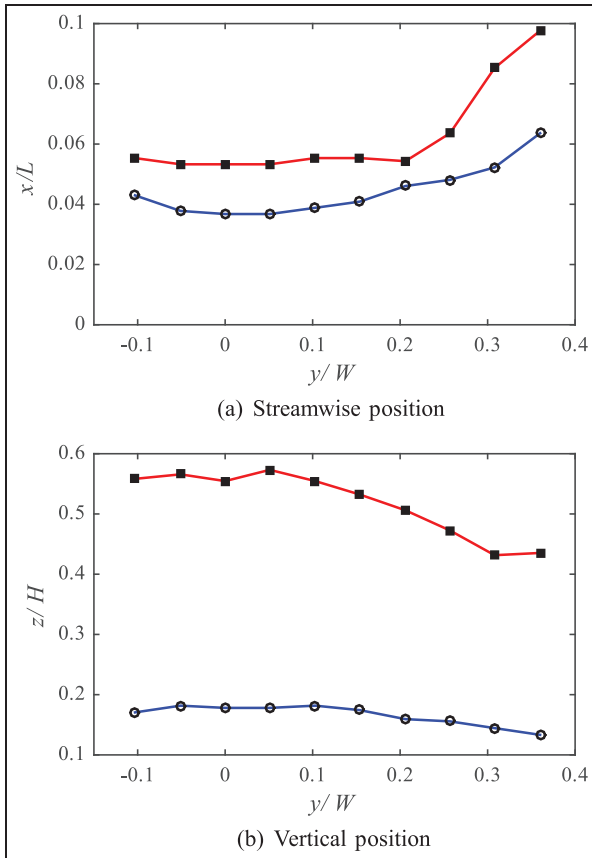 0.1
0.08
0.06
0.04
0.02
0
x/L
-0.1 0 0.1 0.2 0.3 0.4
y/ W
(a) Streamwise position
0.6
0.5
0.4
0.3
0.2
0.1
z/ H
-0.1 0 0.1 0.2 0.3 0.4
y/ W
(b) Vertical position